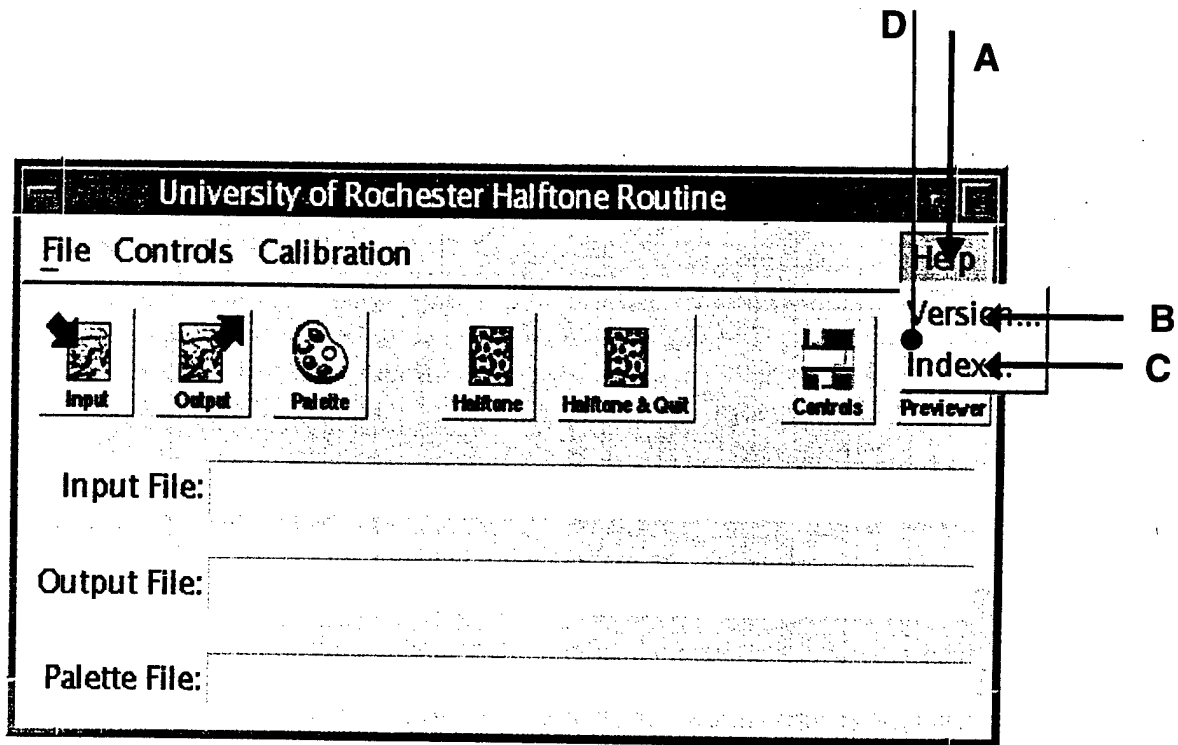 D
A
University of Rochester Halftone Routine
File Controls Calibration Help
Version... B
Index... C
Input Output Palette Halftone Halftone & Quit Controls Previewer
Input File:
Output File:
Palette File: